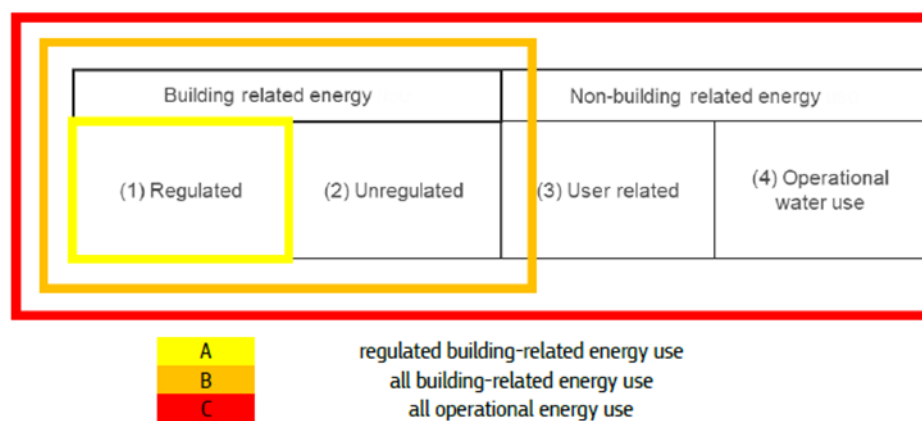 Building related energy
Non-building related energy
(1) Regulated
(2) Unregulated
(3) User related
(4) Operational
water use
A regulated building-related energy use
B all building-related energy use
C all operational energy use